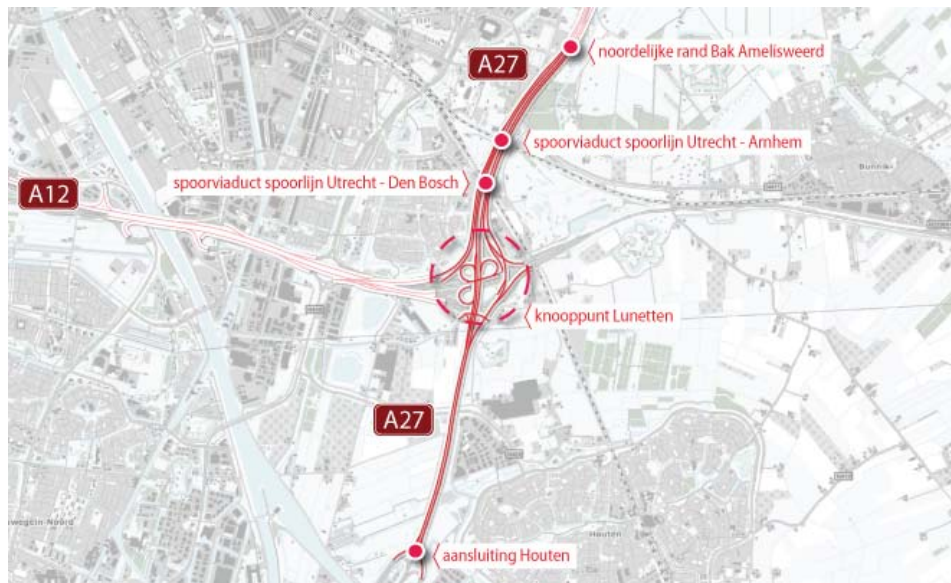 A27
noordelijke rand Bak Amelisweerd
spoorviaduct spoorlijn Utrecht - Arnhem
spoorviaduct spoorlijn Utrecht - Den Bosch
A12
Bunnik
knooppunt Lunetten
A27
Houten
aansluiting Houten